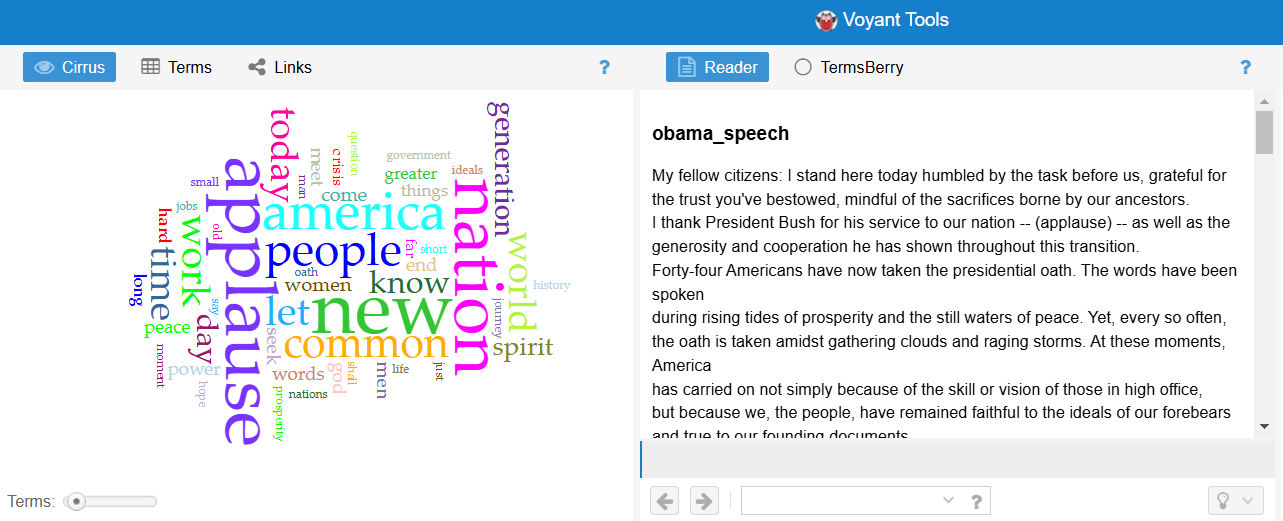 Voyant Tools
Cirrus
Terms
Links
?
Reader
TermsBerry
?
generation
today
question
crisis
meet
government
applause
man
greater
ideals
small
things
nation
come
jobs
america
hard
work
old
world
people
far
short
time
end
oath
long
women
know
history
say
new
journey
let
day
peace
seek
common
spirit
moment
just
power
words
god
shall
men
life
hope
prosperity
nations
obama_speech
My fellow citizens: I stand here today humbled by the task before us, grateful for
the trust you've bestowed, mindful of the sacrifices borne by our ancestors.
I thank President Bush for his service to our nation -- (applause) -- as well as the
generosity and cooperation he has shown throughout this transition.
Forty-four Americans have now taken the presidential oath. The words have been
spoken
during rising tides of prosperity and the still waters of peace. Yet, every so often,
the oath is taken amidst gathering clouds and raging storms. At these moments,
America
has carried on not simply because of the skill or vision of those in high office,
but because we, the people, have remained faithful to the ideals of our forebears
and true to our founding documents.
Terms:
?